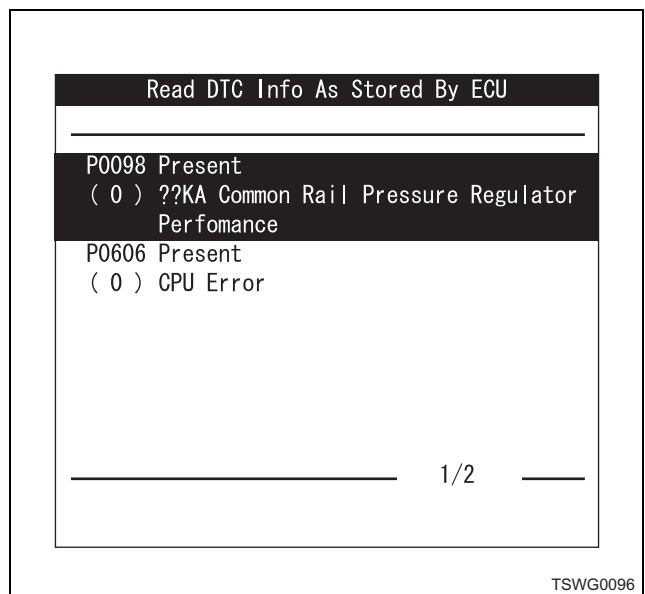 Read DTC Info As Stored By ECU
P0098 Present
( 0 ) ??KA Common Rail Pressure Regulator
Perfomance
P0606 Present
( 0 ) CPU Error
1/2
TSWG0096